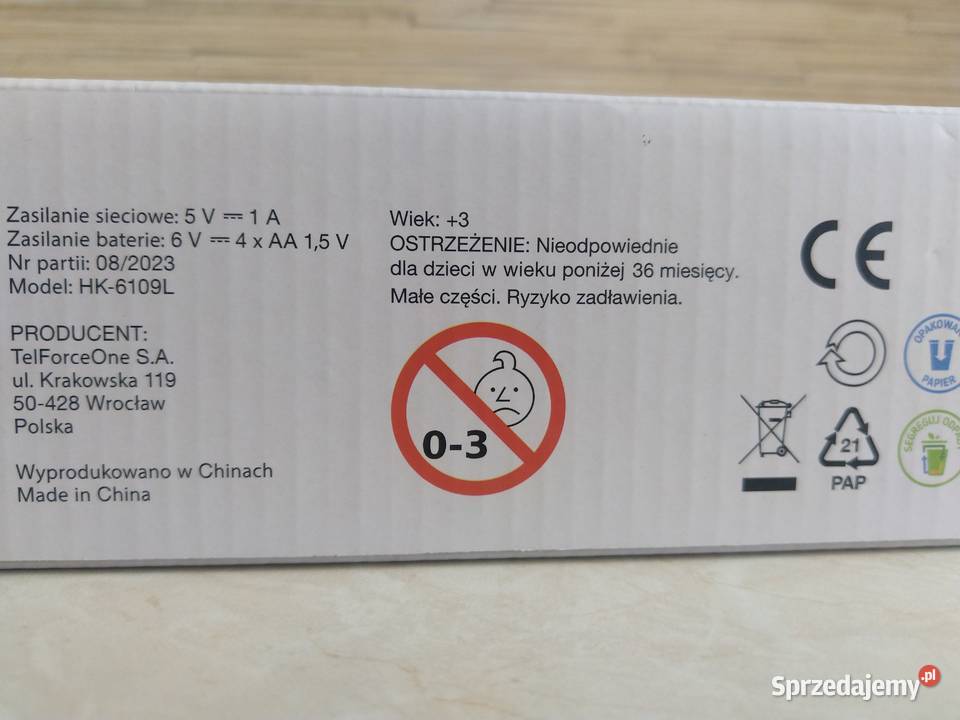 Zasilanie sieciowe: 5 V ⎓ 1 A
Zasilanie baterie: 6 V ⎓ 4 x AA 1,5 V
Nr partii: 08/2023
Model: HK-6109L
PRODUCENT:
TelForceOne S.A.
ul. Krakowska 119
50-428 Wrocław
Polska
Wyprodukowano w Chinach
Made in China
Wiek: +3
OSTRZEŻENIE: Nieodpowiednie
dla dzieci w wieku poniżej 36 miesięcy.
Małe części. Ryzyko zadławienia.
0-3
CE
21
PAP
PAPIER
SEGREGUJ
Sprzedajemy.pl